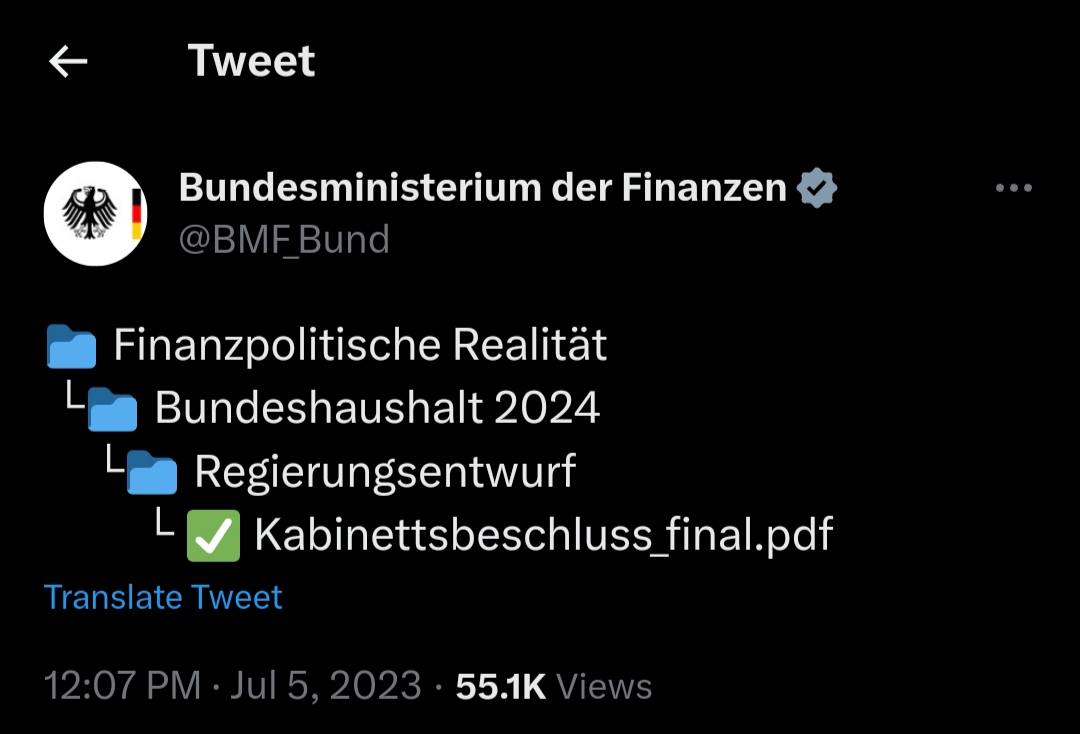 Tweet
Bundesministerium der Finanzen
@BMF_Bund
📁 Finanzpolitische Realität
└📁 Bundeshaushalt 2024
└📁 Regierungsentwurf
└ ✅ Kabinettsbeschluss_final.pdf
Translate Tweet
12:07 PM · Jul 5, 2023 · 55.1K Views